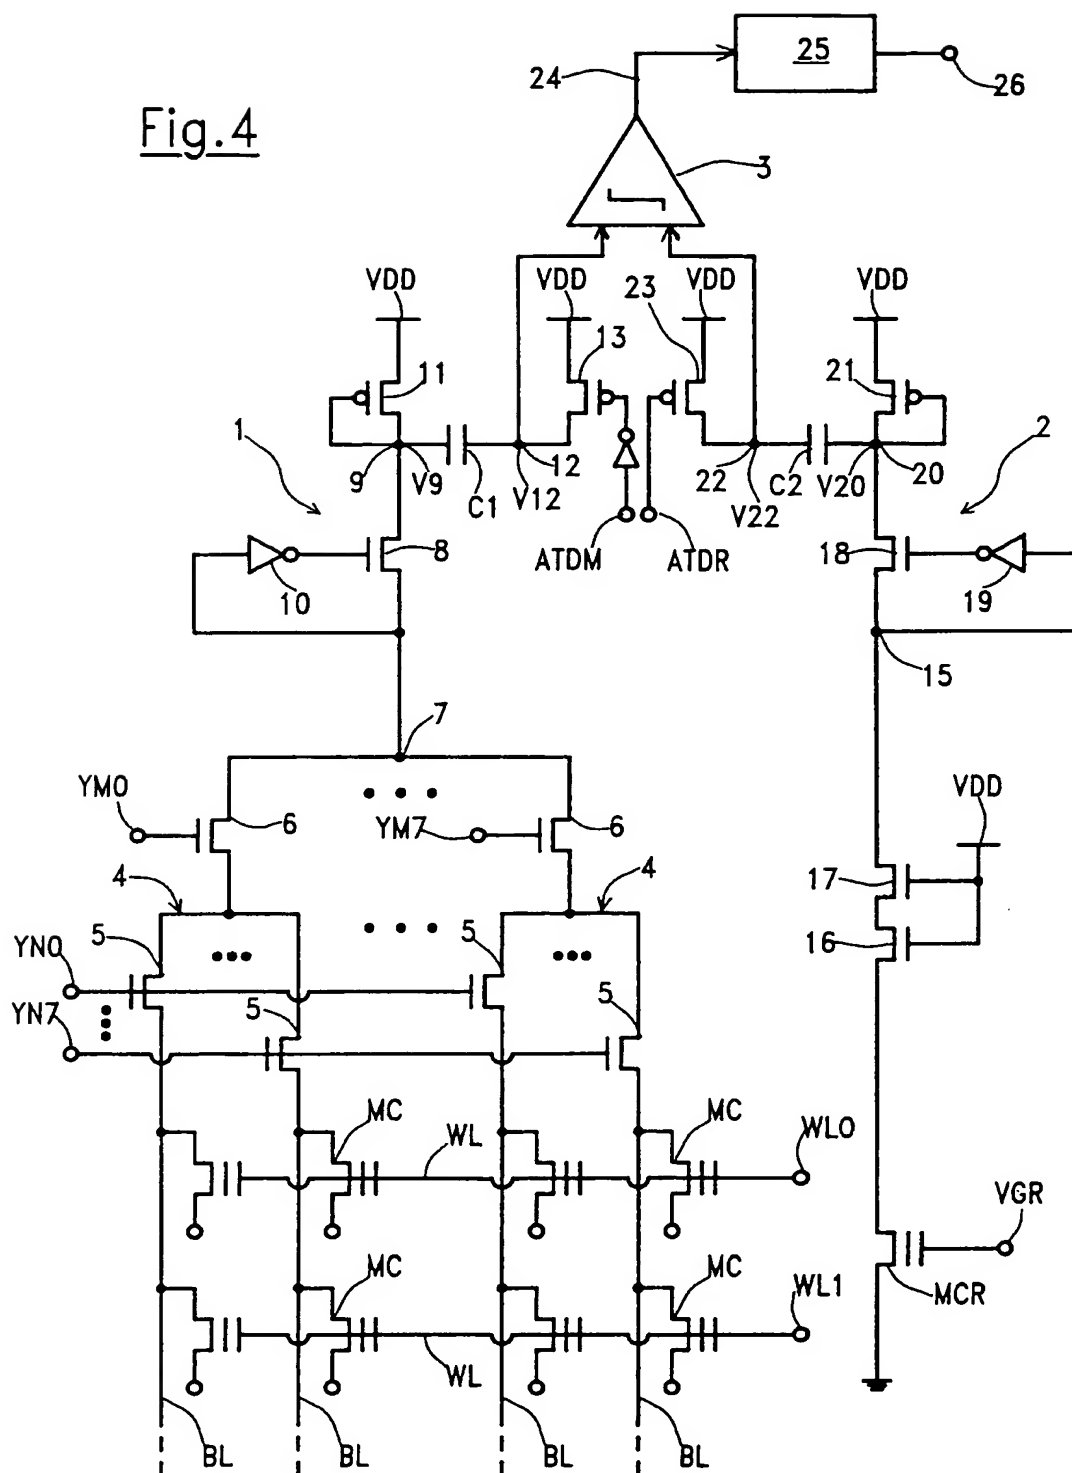 25
24
26
Fig.4
3
VDD
VDD
23
VDD
VDD
13
11
21
1
2
9
V9
C1
12
V12
22
V22
C2
V20
20
ATDM
ATDR
8
18
10
19
15
7
YM0
6
YM7
6
VDD
4
4
17
5
5
16
YN0
5
5
YN7
MC
WL
MC
WL0
VGR
MC
MC
WL1
MCR
WL
BL
BL
BL
BL